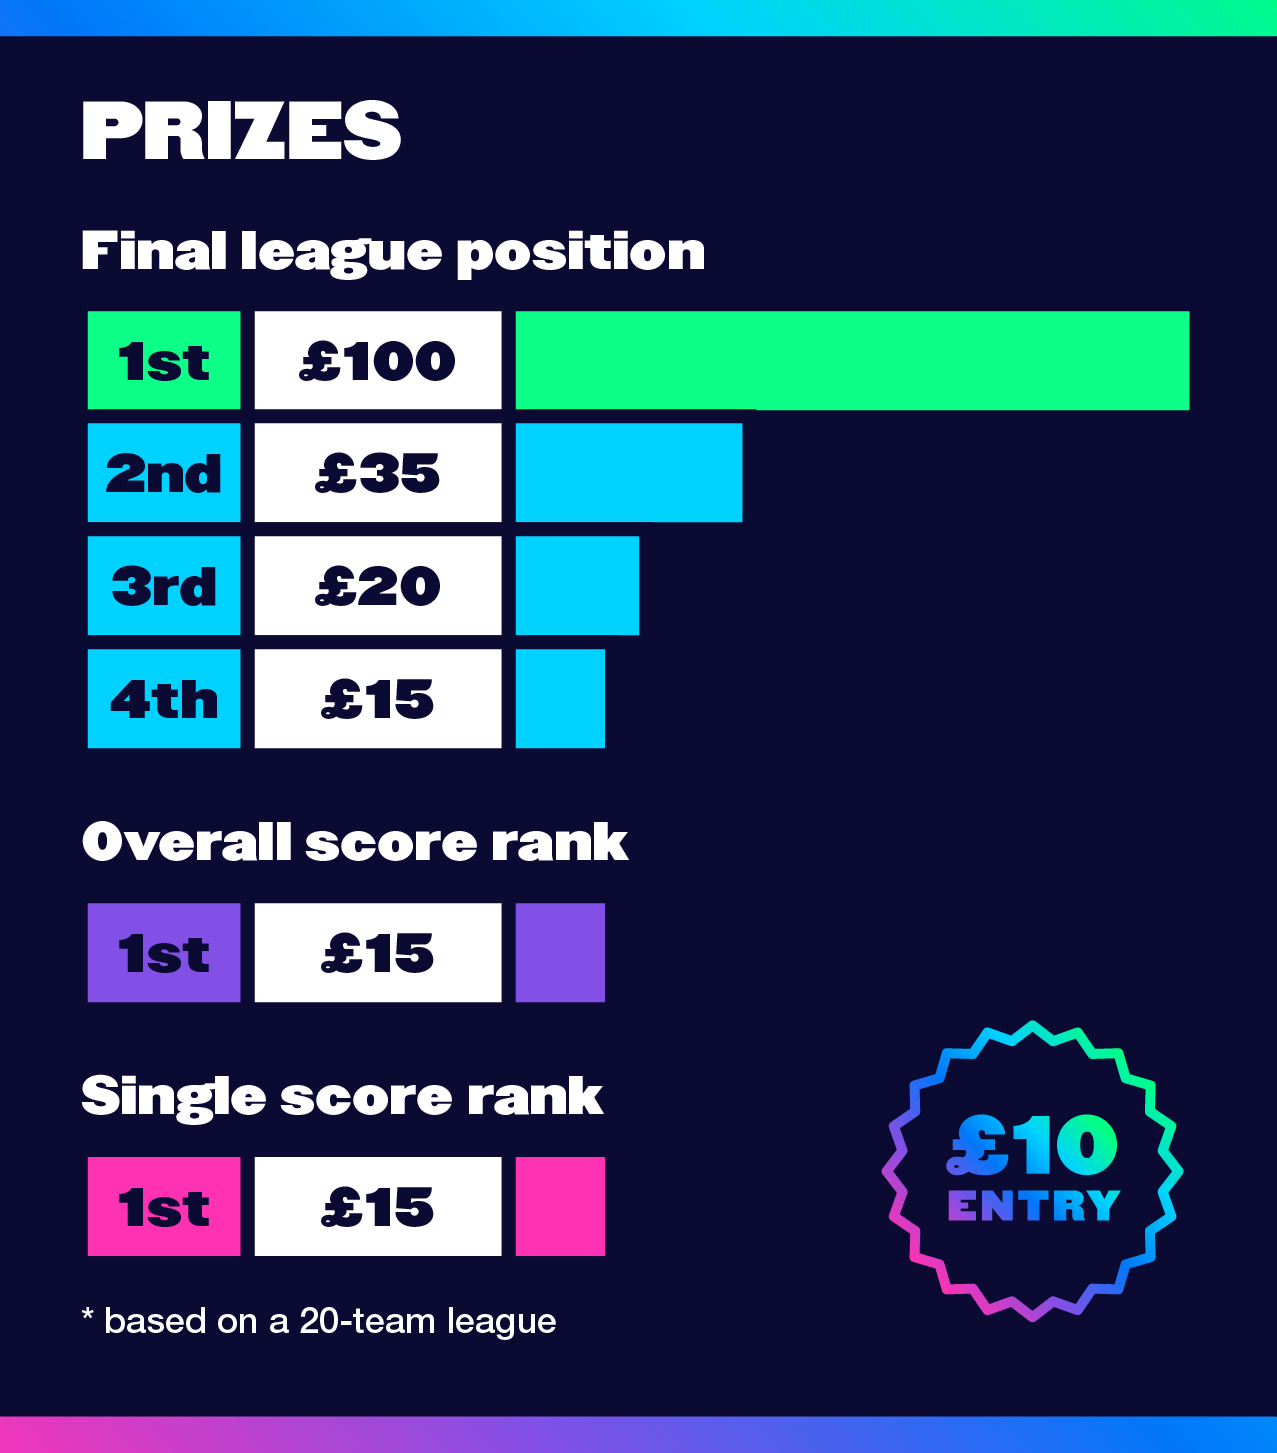 PRIZES
Final league position
1st £100
2nd £35
3rd £20
4th £15
Overall score rank
1st £15
Single score rank
1st £15
£10
ENTRY
* based on a 20-team league